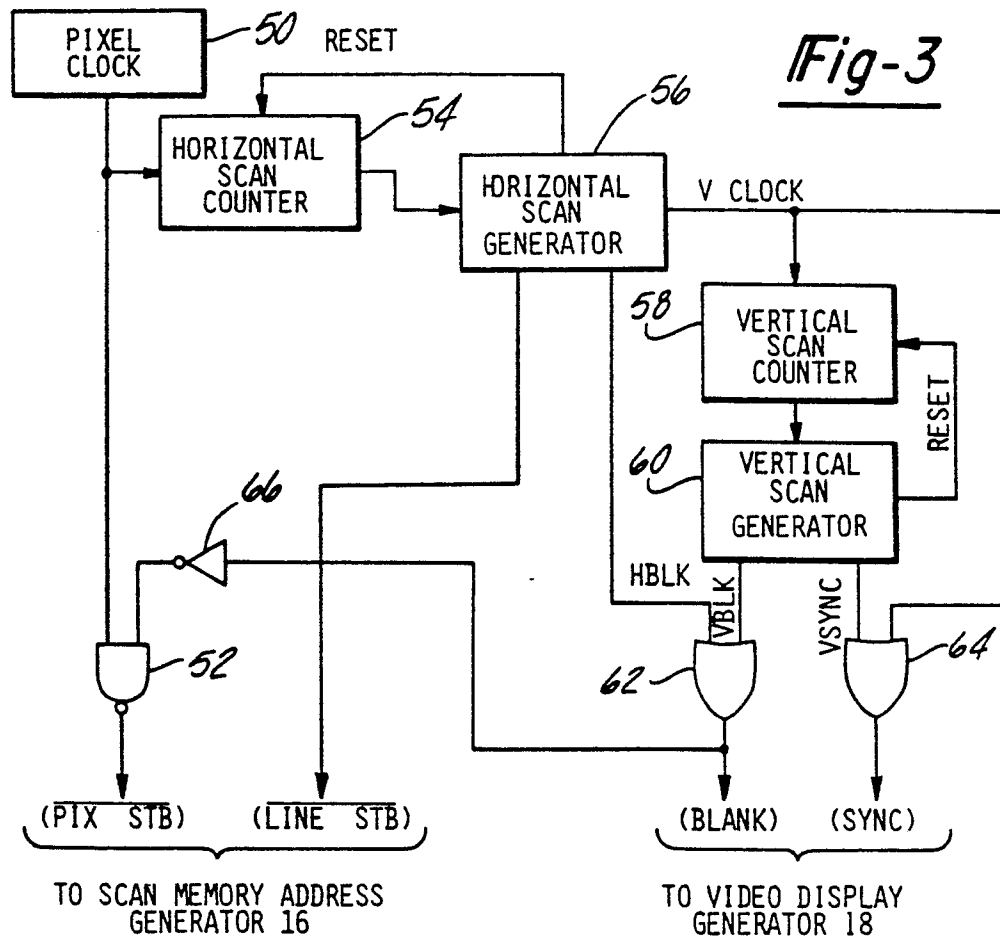 PIXEL
CLOCK
50
RESET
Fig-3
54
HORIZONTAL
SCAN
COUNTER
56
HORIZONTAL
SCAN
GENERATOR
V CLOCK
58
VERTICAL
SCAN
COUNTER
RESET
60
VERTICAL
SCAN
GENERATOR
66
HBLK
VBLK
VSYNC
52
62
64
(PIX STB)
(LINE STB)
(BLANK)
(SYNC)
TO SCAN MEMORY ADDRESS
GENERATOR 16
TO VIDEO DISPLAY
GENERATOR 18